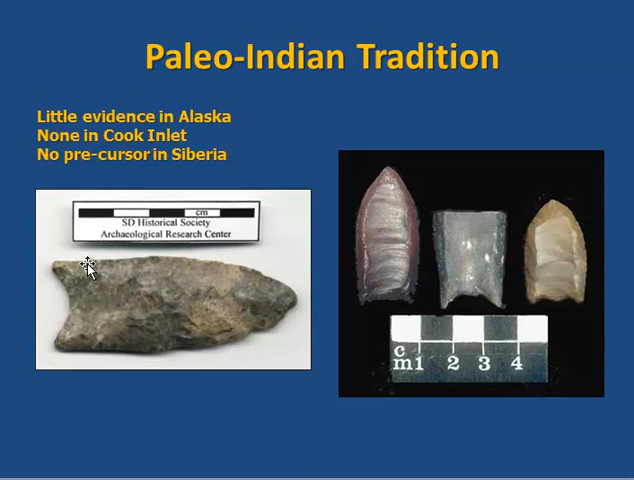 Paleo-Indian Tradition
Little evidence in Alaska
None in Cook Inlet
No pre-cursor in Siberia
cm
SD Historical Society
Archaeological Research Center
c
m1 2 3 4